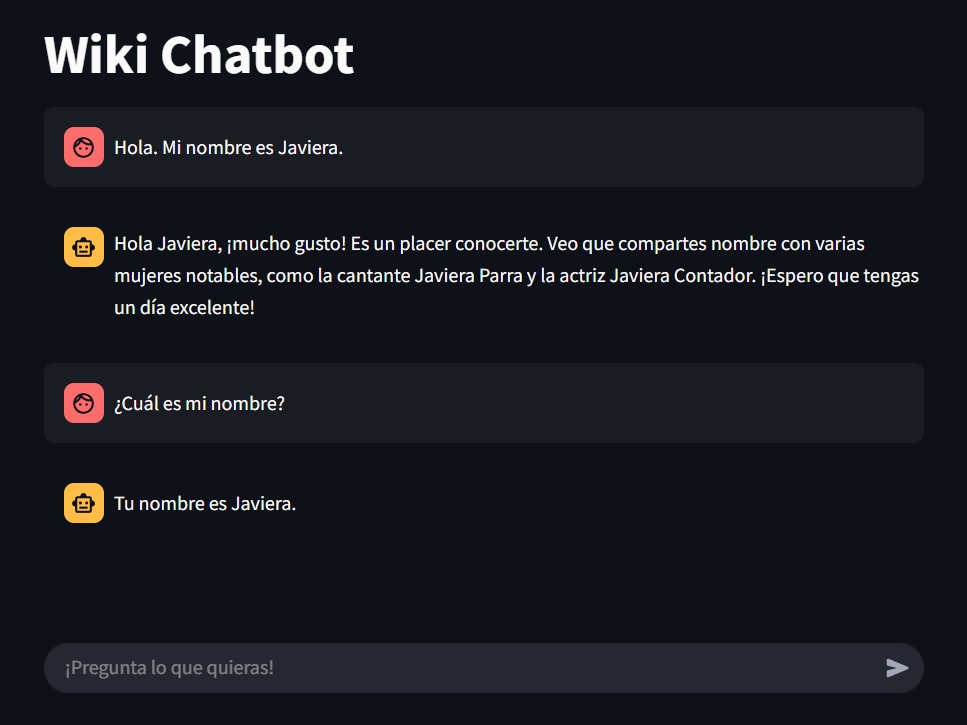 Wiki Chatbot
Hola. Mi nombre es Javiera.
Hola Javiera, ¡mucho gusto! Es un placer conocerte. Veo que compartes nombre con varias
mujeres notables, como la cantante Javiera Parra y la actriz Javiera Contador. ¡Espero que tengas
un día excelente!
¿Cuál es mi nombre?
Tu nombre es Javiera.
¡Pregunta lo que quieras!